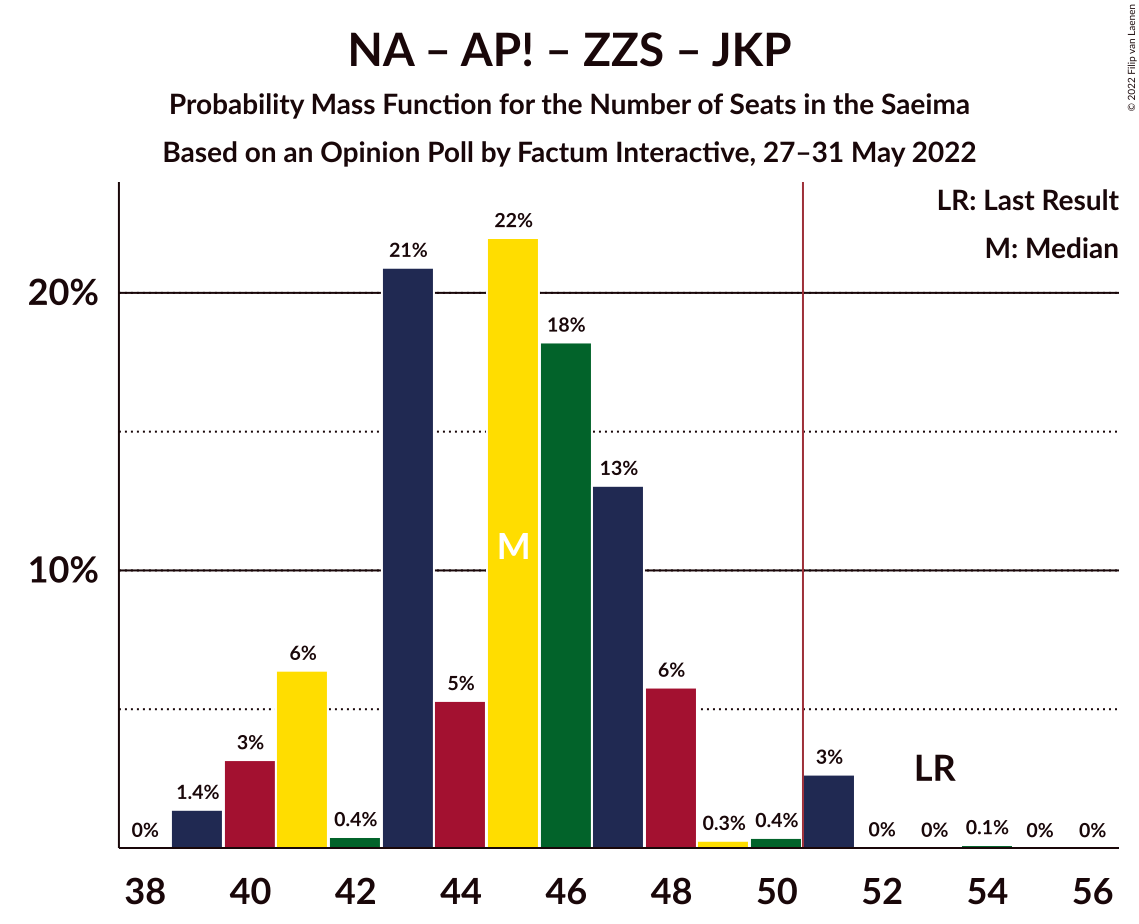 NA – AP! – ZZS – JKP
Probability Mass Function for the Number of Seats in the Saeima
Based on an Opinion Poll by Factum Interactive, 27–31 May 2022
© 2022 Filip van Laenen
LR: Last Result
M: Median
20%
10%
0%
1.4%
3%
6%
0.4%
21%
5%
22%
M
18%
13%
6%
0.3%
0.4%
3%
0%
0%
LR
0.1%
0%
0%
38 40 42 44 46 48 50 52 54 56